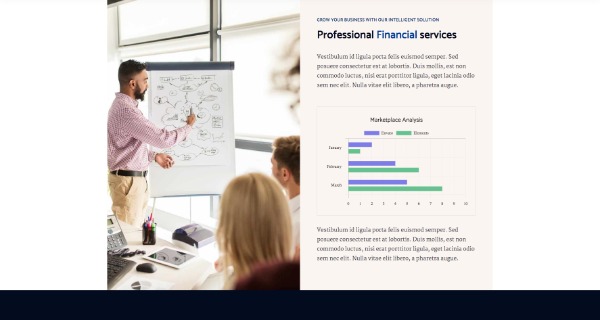 GROW YOUR BUSINESS WITH OUR INTELLIGENT SOLUTION
Professional Financial services
Vestibulum id ligula porta felis euismod semper. Sed
posuere consectetur est at lobortis. Duis mollis, est non
commodo luctus, nisi erat porttitor ligula, eget lacinia odio
sem nec elit. Nulla vitae elit libero, a pharetra augue.
Marketplace Analysis
Envato Elements
January
February
March
0 1 2 3 4 5 6 7 8 9 10
Vestibulum id ligula porta felis euismod semper. Sed
posuere consectetur est at lobortis. Duis mollis, est non
commodo luctus, nisi erat porttitor ligula, eget lacinia odio
sem nec elit. Nulla vitae elit libero, a pharetra augue.